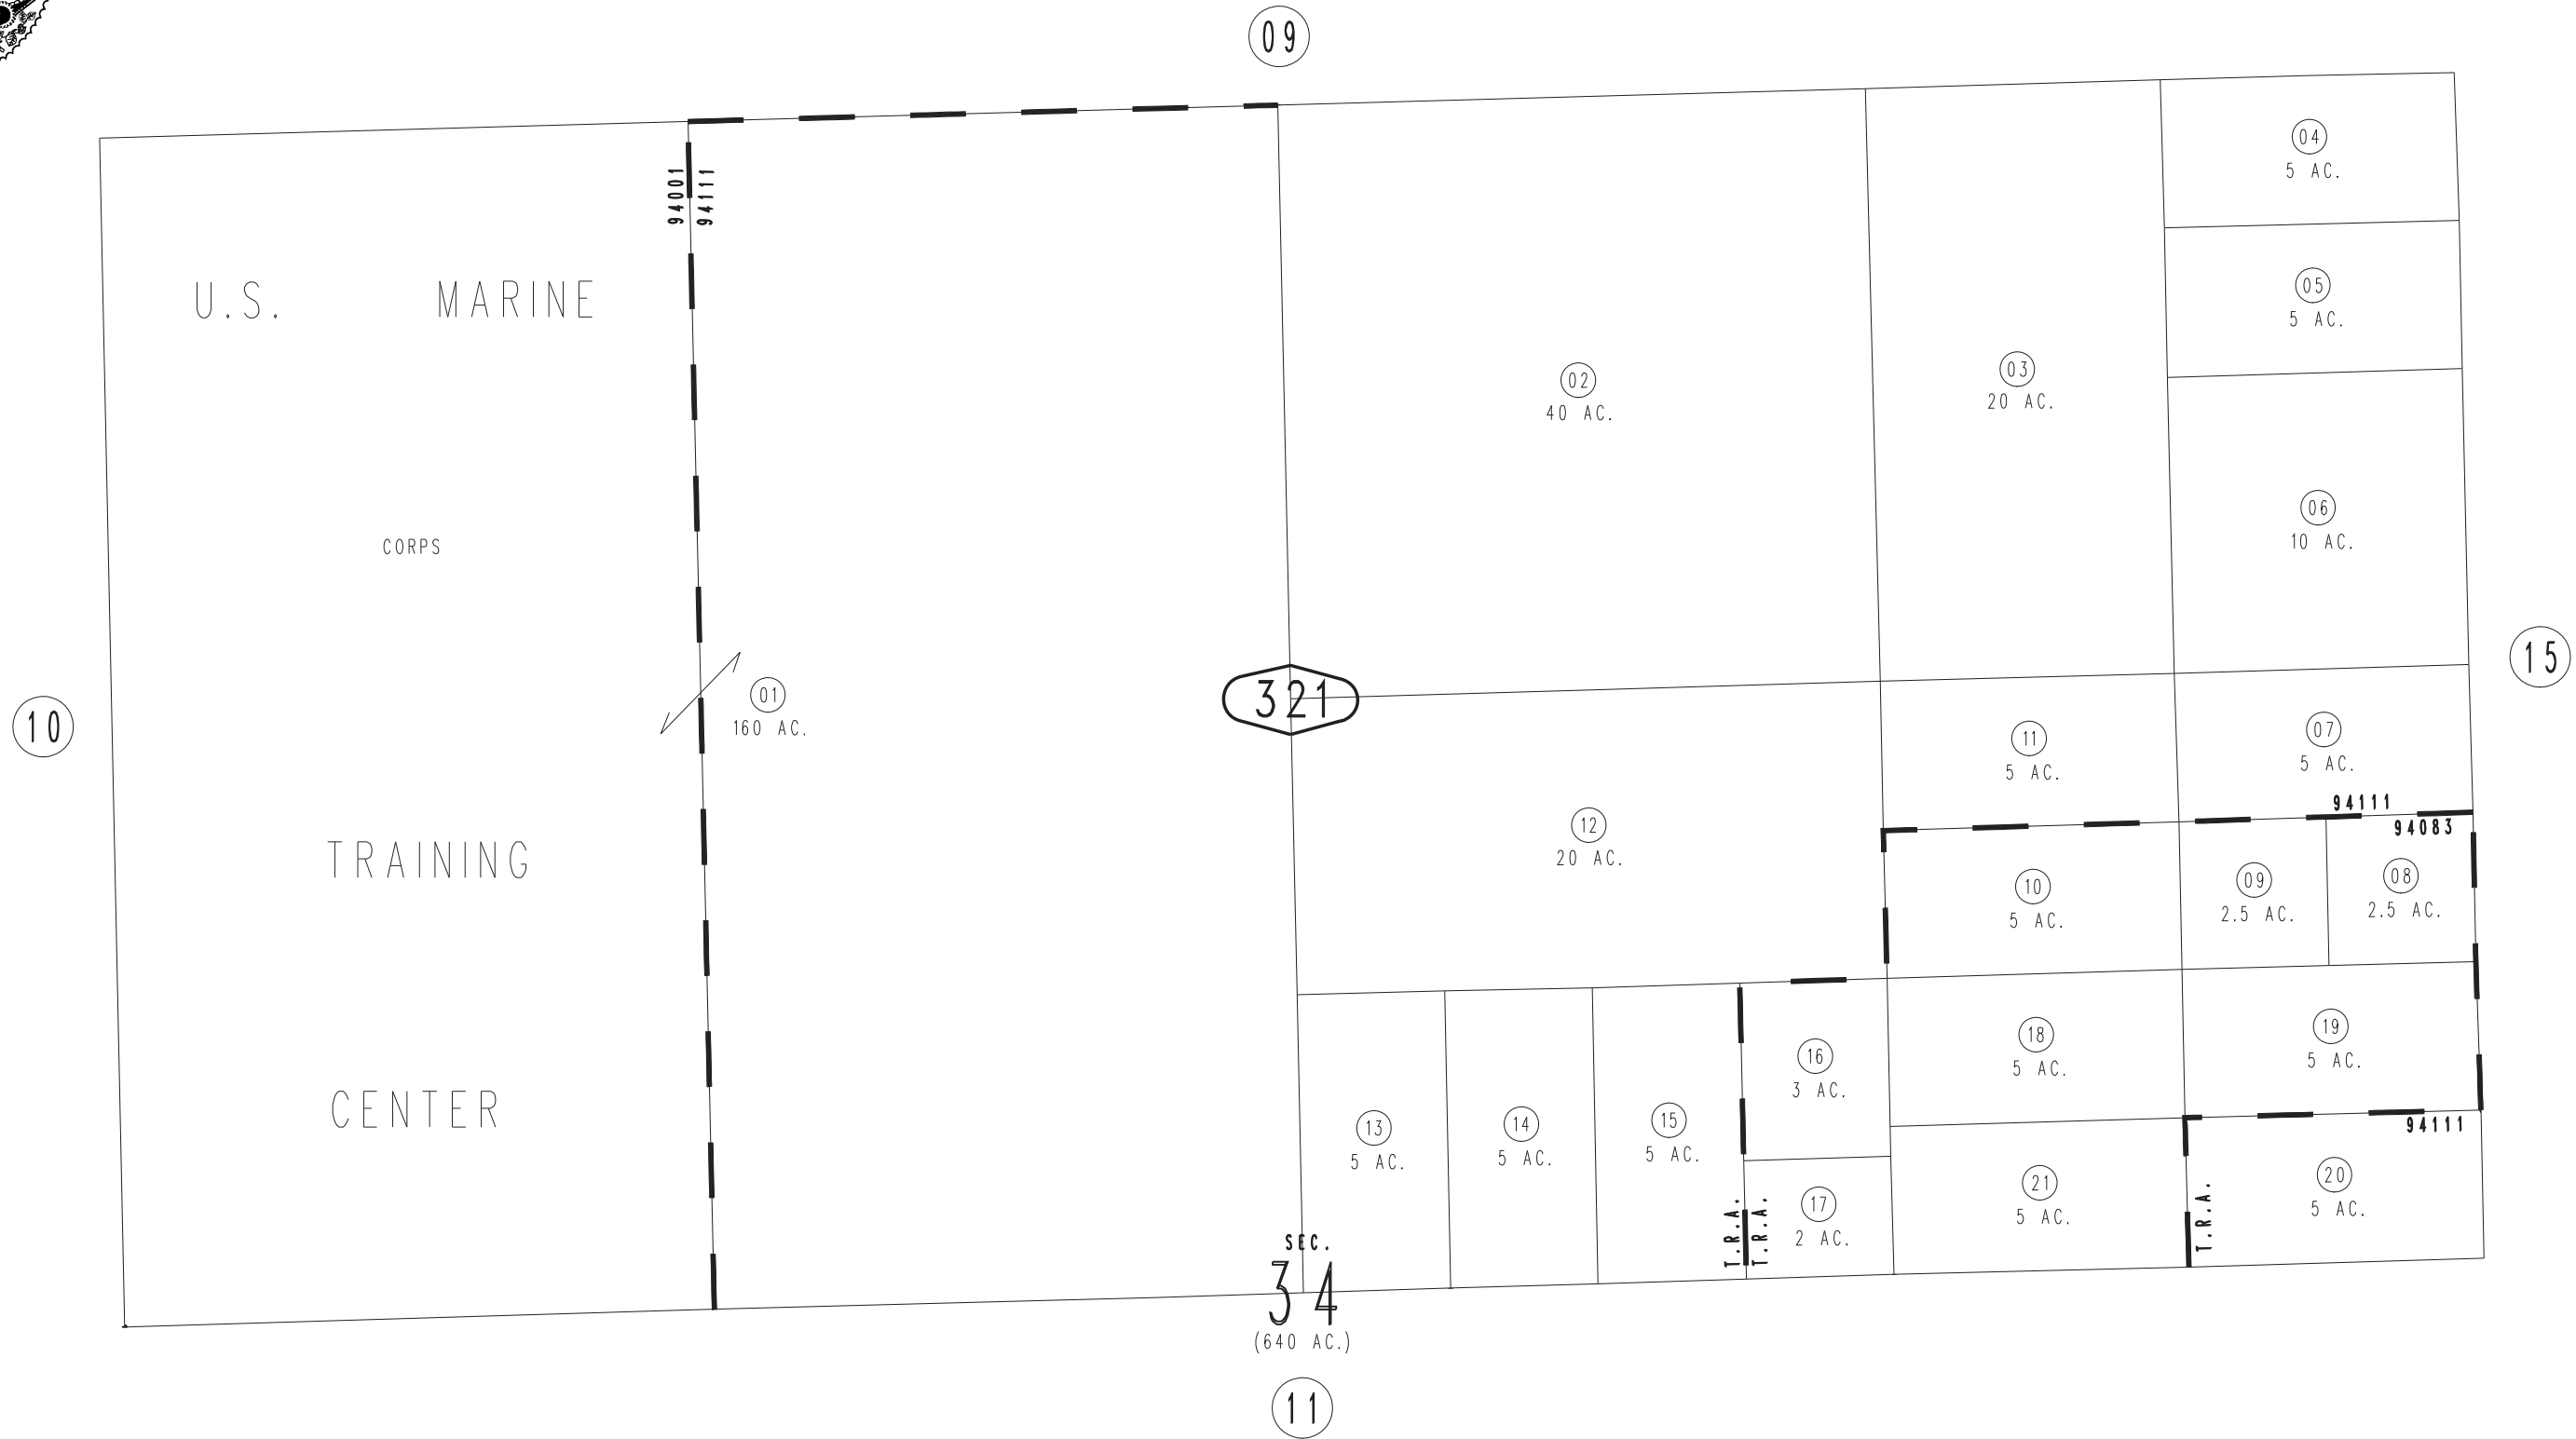 09
94001
94111
U.S. MARINE
CORPS
TRAINING
CENTER
10
01
160 AC.
321
02
40 AC.
03
20 AC.
04
5 AC.
05
5 AC.
06
10 AC.
15
11
5 AC.
07
5 AC.
94111
94083
12
20 AC.
10
5 AC.
09
2.5 AC.
08
2.5 AC.
13
5 AC.
14
5 AC.
15
5 AC.
16
3 AC.
18
5 AC.
19
5 AC.
94111
T.R.A.
T.R.A.
17
2 AC.
21
5 AC.
T.R.A.
20
5 AC.
SEC.
34
(640 AC.)
11